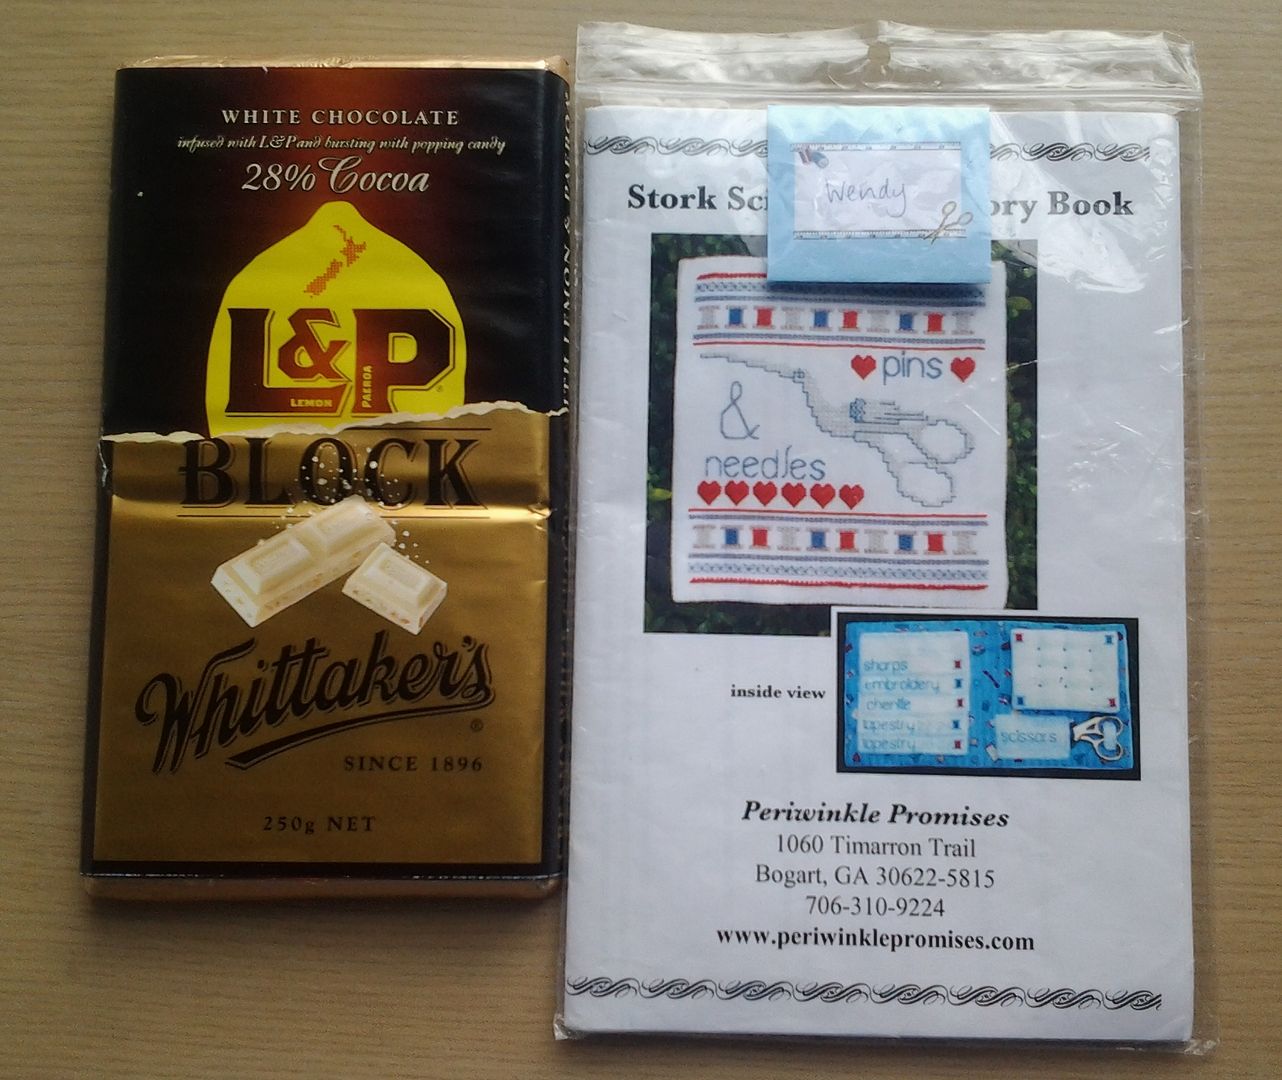 WHITE CHOCOLATE
infused with L&P and bursting with popping candy
28% Cocoa
L&P
LEMON
PAEROA
BLOCK
Whittaker's
SINCE 1896
250g NET
Wendy
Stork Sci ory Book
pins
&
needles
sharps
embroidery
chenille
tapestry
tapestry
scissors
inside view
Periwinkle Promises
1060 Timarron Trail
Bogart, GA 30622-5815
706-310-9224
www.periwinklepromises.com